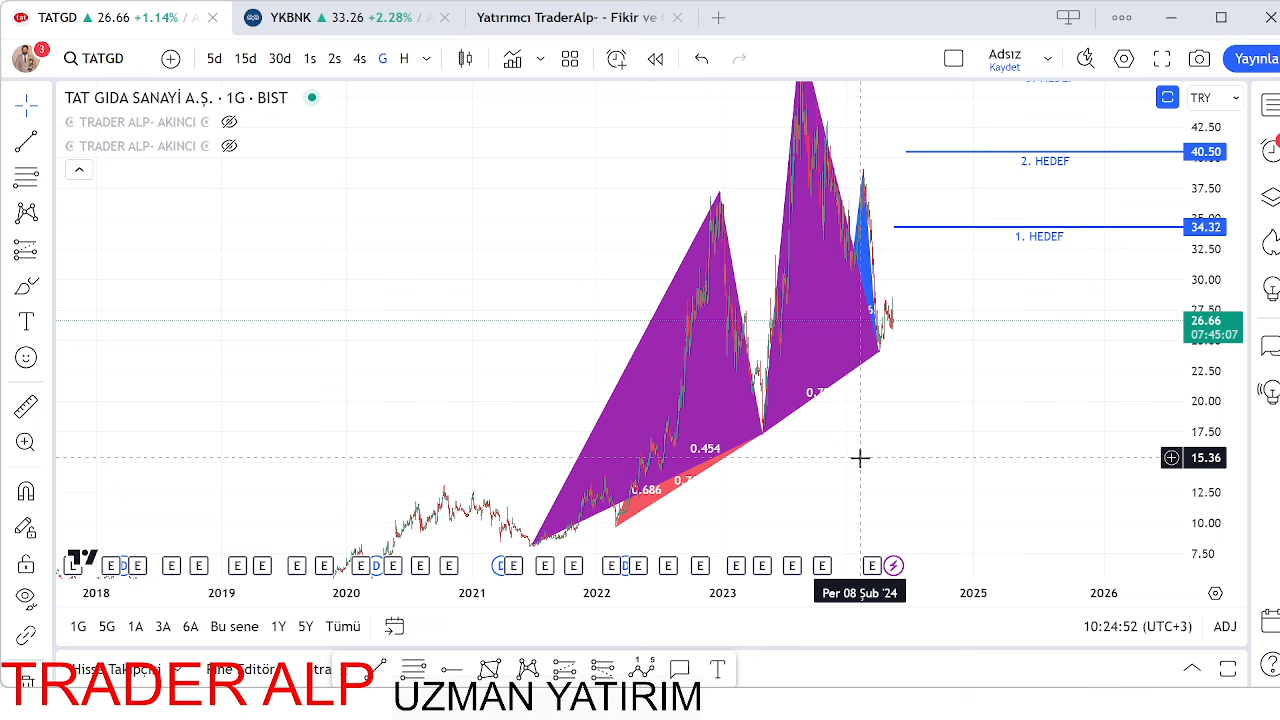 TATGD ▲ 26.66 +1.14% / A
YKBNK ▲ 33.26 +2.28% / A
Yatırımcı TraderAlp- - Fikir ve
3
TATGD
5d 15d 30d 1s 2s 4s G H
Adsız
Kaydet
Yayınla
TAT GIDA SANAYİ A.Ş. · 1G · BIST
TRADER ALP- AKINCI
TRADER ALP- AKINCI
TRY
42.50
40.50
2. HEDEF
37.50
34.32
1. HEDEF
32.50
30.00
26.66
07:45:07
22.50
20.00
17.50
15.36
12.50
10.00
7.50
0.454
0.686
E D E E E E E E E E D E E E D E E E E E D E E E E E E E E E
2018 2019 2020 2021 2022 2023 Per 08 Şub '24 2025 2026
1G 5G 1A 3A 6A Bu sene 1Y 5Y Tümü
10:24:52 (UTC+3) ADJ
TRADER ALP UZMAN YATIRIM